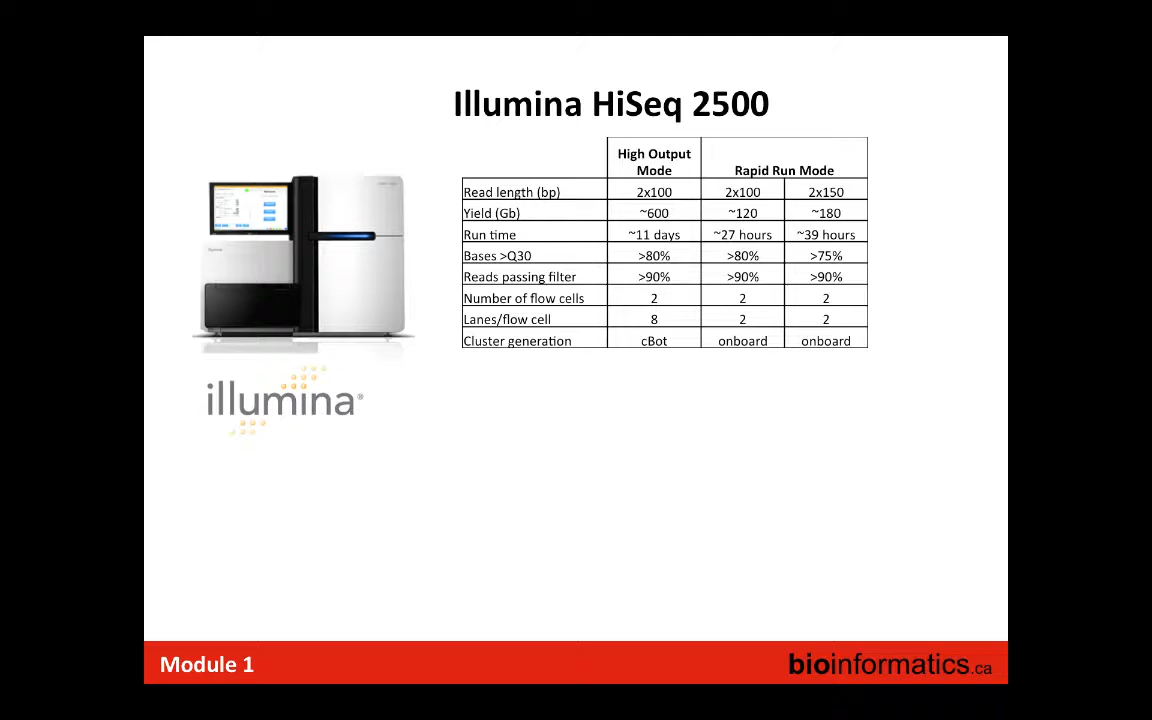 Illumina HiSeq 2500
High Output Mode Rapid Run Mode
Read length (bp) 2x100 2x100 2x150
Yield (Gb) ~600 ~120 ~180
Run time ~11 days ~27 hours ~39 hours
Bases >Q30 >80% >80% >75%
Reads passing filter >90% >90% >90%
Number of flow cells 2 2 2
Lanes/flow cell 8 2 2
Cluster generation cBot onboard onboard
illumina®
Module 1 bioinformatics.ca